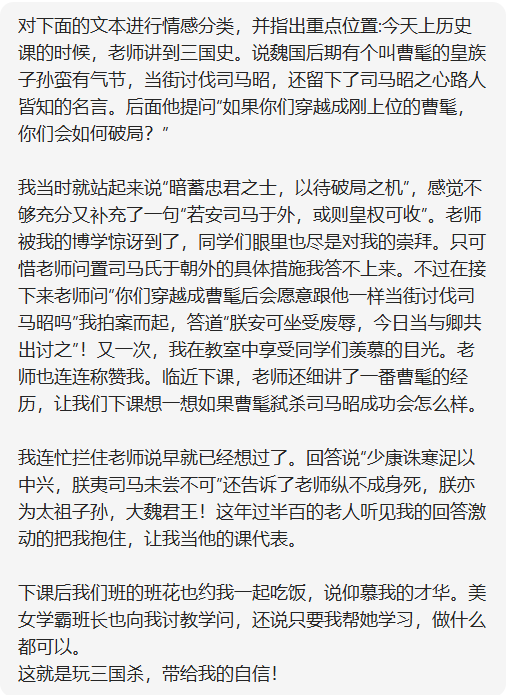 对下面的文本进行情感分类，并指出重点位置:今天上历史
课的时候，老师讲到三国史。说魏国后期有个叫曹髦的皇族
子孙蛮有气节，当街讨伐司马昭，还留下了司马昭之心路人
皆知的名言。后面他提问“如果你们穿越成刚上位的曹髦，
你们会如何破局？”
我当时就站起来说“暗蓄忠君之士，以待破局之机”，感觉不
够充分又补充了一句“若安司马于外，或则皇权可收”。老师
被我的博学惊讶到了，同学们眼里也尽是对我的崇拜。只可
惜老师问置司马氏于朝外的具体措施我答不上来。不过在接
下来老师问“你们穿越成曹髦后会愿意跟他一样当街讨伐司
马昭吗”我拍案而起，答道“朕安可坐受废辱，今日当与卿共
出讨之”！又一次，我在教室中享受同学们羡慕的目光。老
师也连连称赞我。临近下课，老师还细讲了一番曹髦的经
历，让我们下课想一想如果曹髦弑杀司马昭成功会怎么样。
我连忙拦住老师说早就已经想过了。回答说“少康诛寒浞以
中兴，朕夷司马未尝不可”还告诉了老师纵不成身死，朕亦
为太祖子孙，大魏君王！这年过半百的老人听见我的回答激
动的把我抱住，让我当他的课代表。
下课后我们班的班花也约我一起吃饭，说仰慕我的才华。美
女学霸班长也向我讨教学问，还说只要我帮她学习，做什么
都可以。
这就是玩三国杀，带给我的自信！